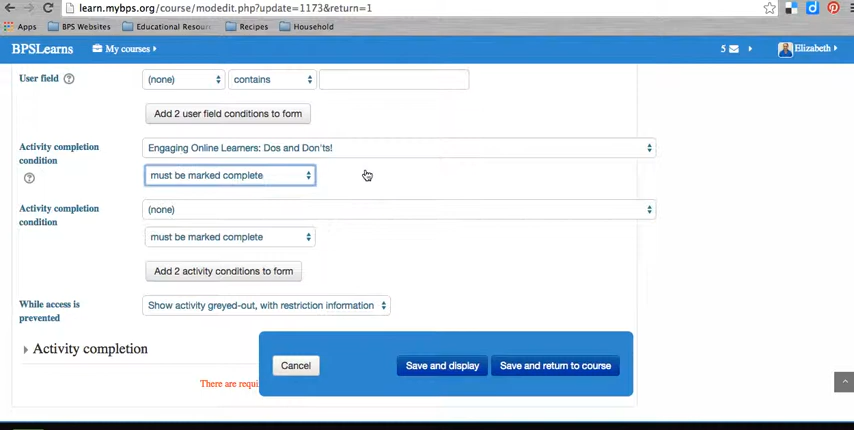 learn.mybps.org/course/modedit.php?update=1173&return=1
Apps BPS Websites Educational Resour Recipes Household
BPSLearns My courses 5 Elizabeth
User field (none) contains
Add 2 user field conditions to form
Activity completion condition Engaging Online Learners: Dos and Don'ts!
must be marked complete
Activity completion condition (none)
must be marked complete
Add 2 activity conditions to form
While access is prevented Show activity greyed-out, with restriction information
Activity completion
Cancel Save and display Save and return to course
There are requi